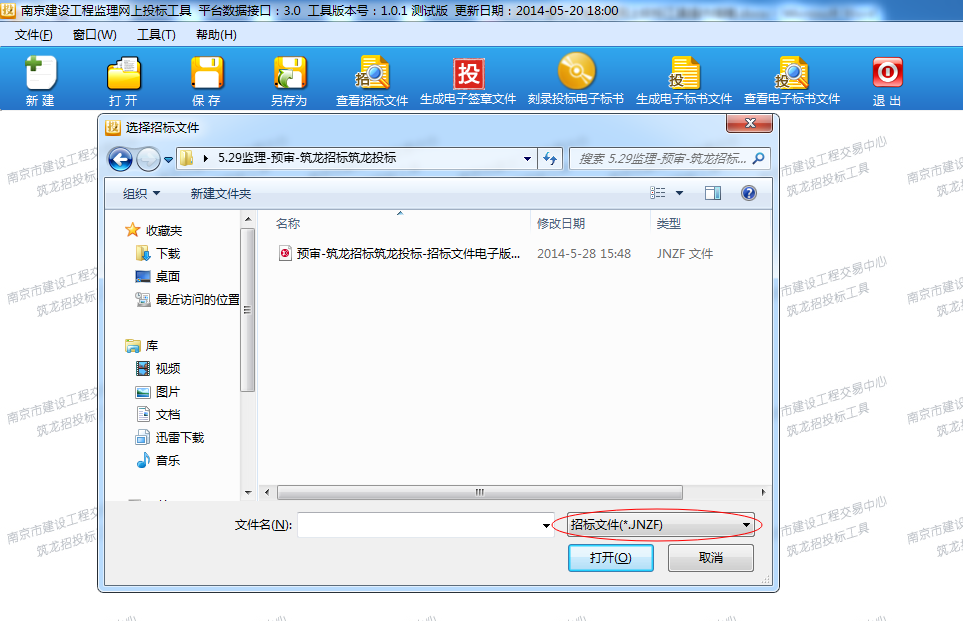 南京市建设工程监理网上投标工具 平台数据接口：3.0 工具版本号：1.0.1 测试版 更新日期：2014-05-20 18:00
文件(F) 窗口(W) 工具(T) 帮助(H)
新 建 打 开 保 存 另存为 查看招标文件 生成电子签章文件 刻录投标电子标书 生成电子标书文件 查看电子标书文件 退 出
选择招标文件
5.29监理-预审-筑龙招标筑龙投标 搜索 5.29监理-预审-筑龙招标...
组织 新建文件夹
名称 修改日期 类型
预审-筑龙招标筑龙投标-招标文件电子版... 2014-5-28 15:48 JNZF 文件
收藏夹
下载
桌面
最近访问的位置
库
视频
图片
文档
迅雷下载
音乐
文件名(N): 招标文件(*.JNZF)
打开(O) 取消
南京市建设工程交易中心
筑龙招投标工具